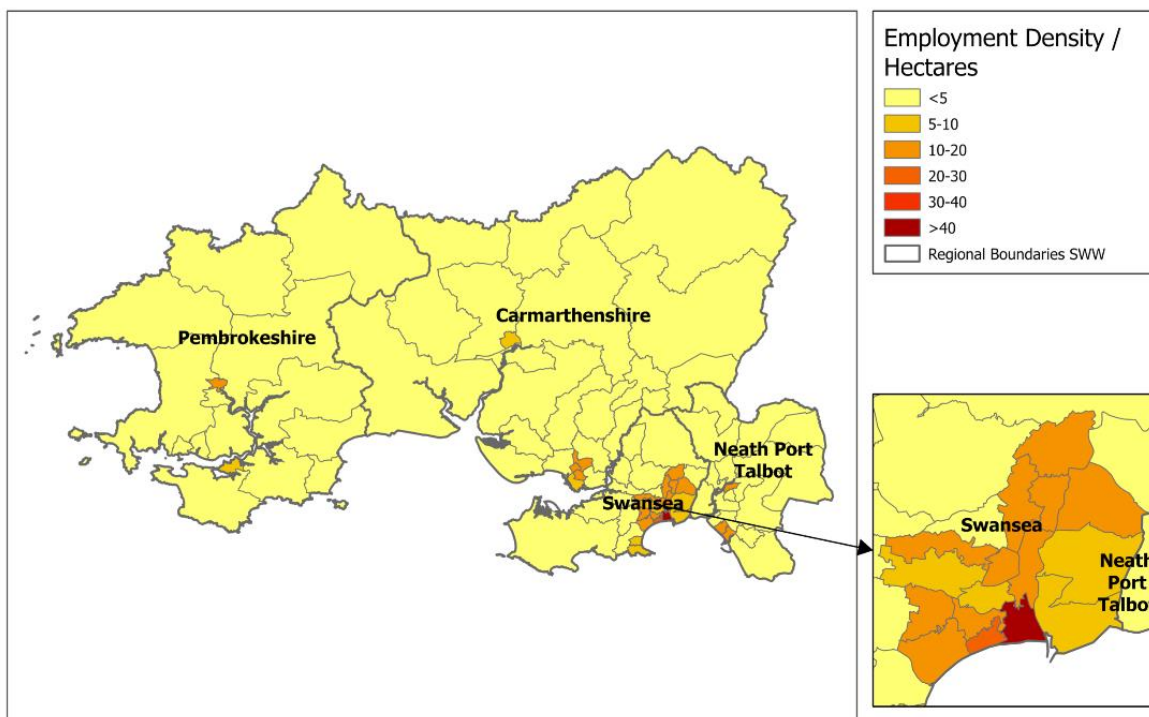 Employment Density /
Hectares
<5
5-10
10-20
20-30
30-40
>40
Regional Boundaries SWW
Pembrokeshire
Carmarthenshire
Neath Port
Talbot
Swansea
Swansea
Neath
Port
Talbot